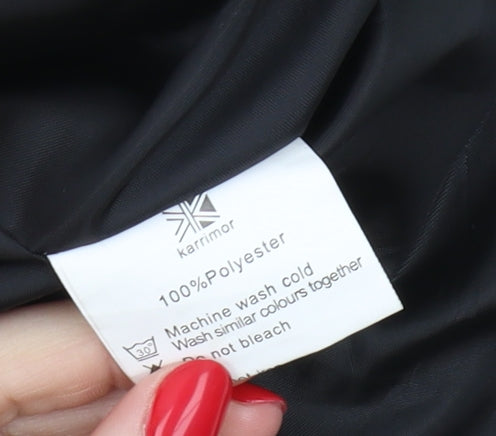 karrimor
100%Polyester
Machine wash cold
30°
Wash similar colours together
Do not bleach